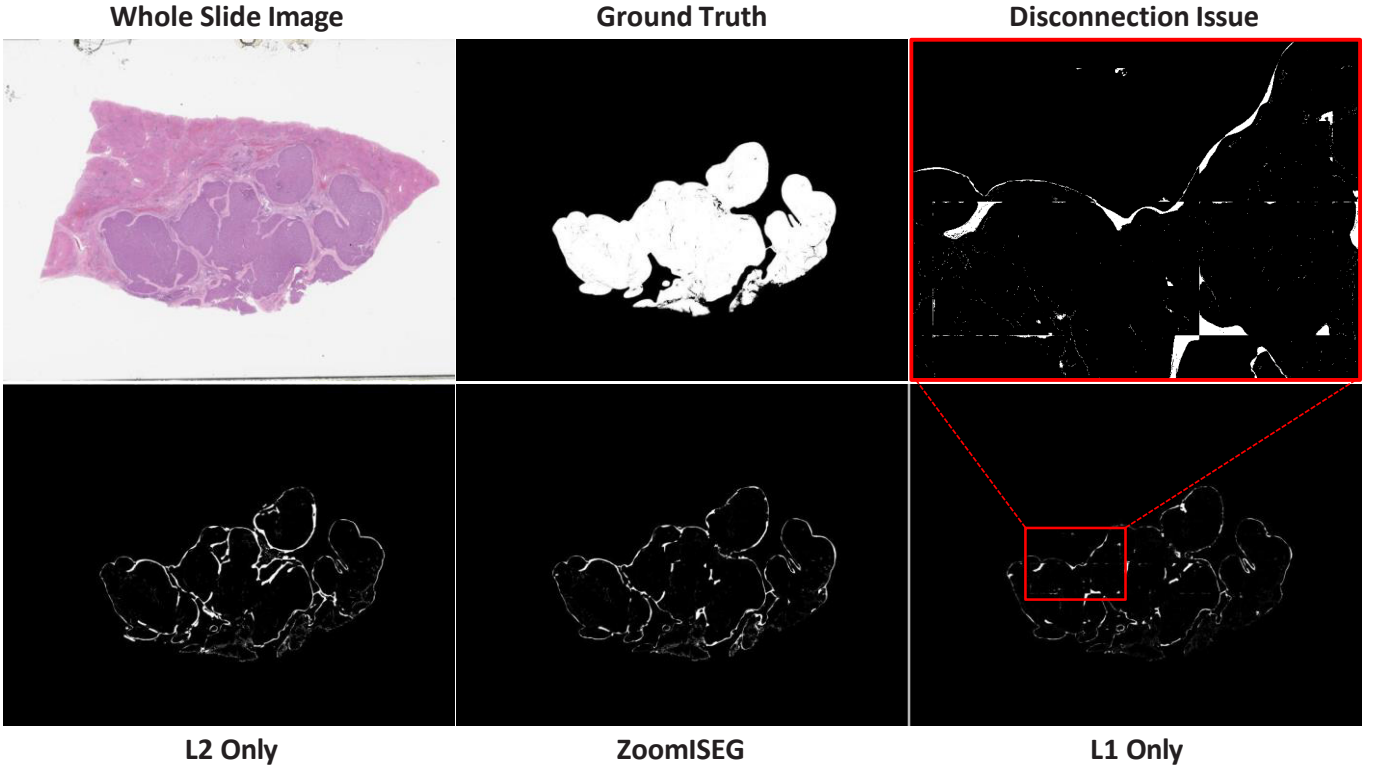 Whole Slide Image
Ground Truth
Disconnection Issue
L2 Only
ZoomISEG
L1 Only